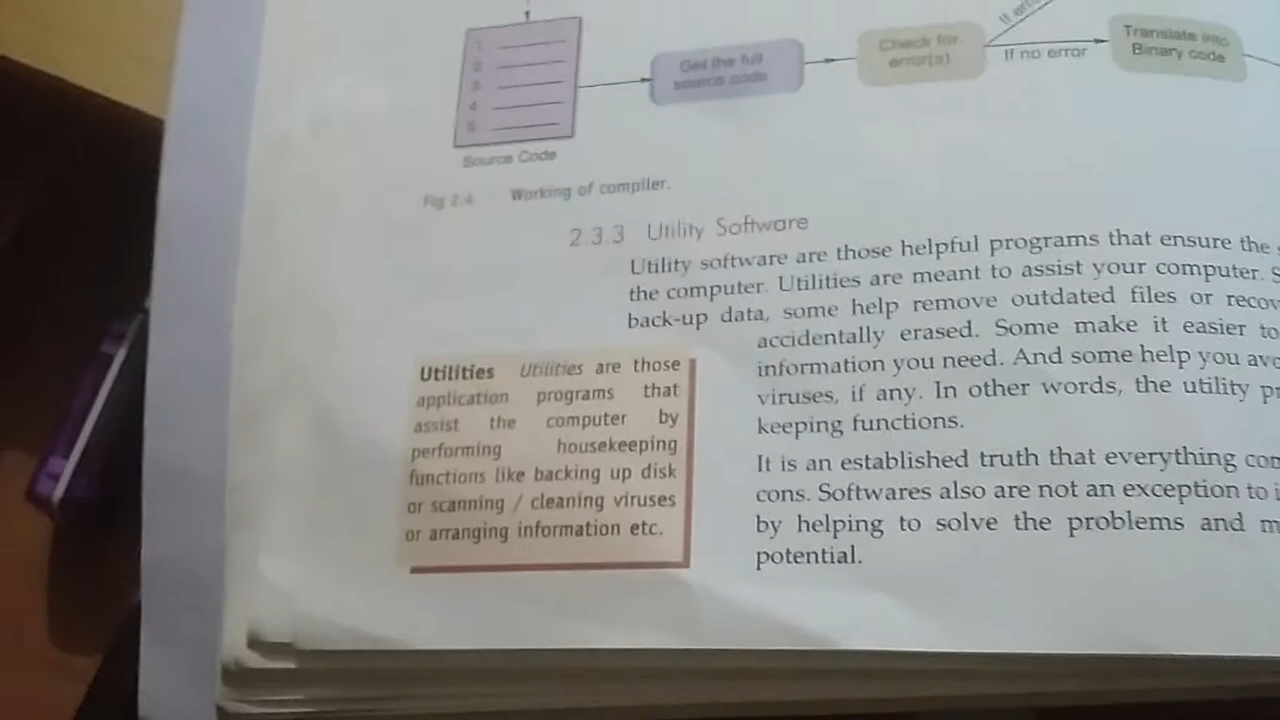 1
2
3
4
5
Source Code
Get the full
source code
Check for
error(s)
If
If no error
Translate into
Binary code
Fig 2.4 Working of compiler.
2.3.3 Utility Software
Utility software are those helpful programs that ensure the
the computer. Utilities are meant to assist your computer.
back-up data, some help remove outdated files or
accidentally erased. Some make it easier to
information you need. And some help you
viruses, if any. In other words, the utility
keeping functions.
It is an established truth that everything
cons. Softwares also are not an exception to
by helping to solve the problems and
potential.
Utilities Utilities are those
application programs that
assist the computer by
performing housekeeping
functions like backing up disk
or scanning / cleaning viruses
or arranging information etc.